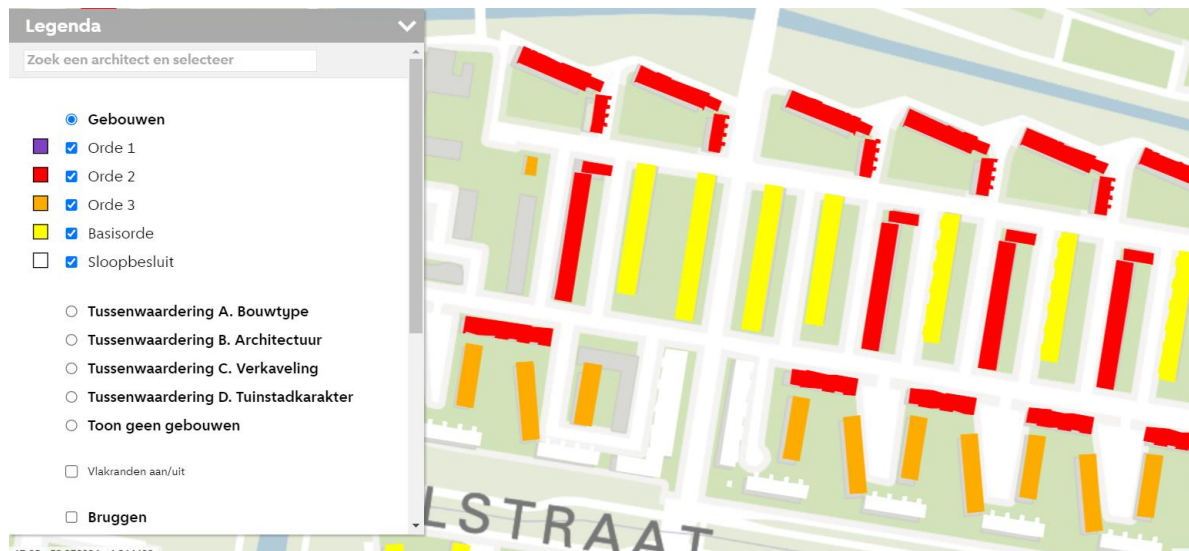 Legenda
Zoek een architect en selecteer
Gebouwen
Orde 1
Orde 2
Orde 3
Basisorde
Sloopbesluit
Tussenwaardering A. Bouwtype
Tussenwaardering B. Architectuur
Tussenwaardering C. Verkaveling
Tussenwaardering D. Tuinstadkarakter
Toon geen gebouwen
Vlakranden aan/uit
Bruggen
LSTRAAT